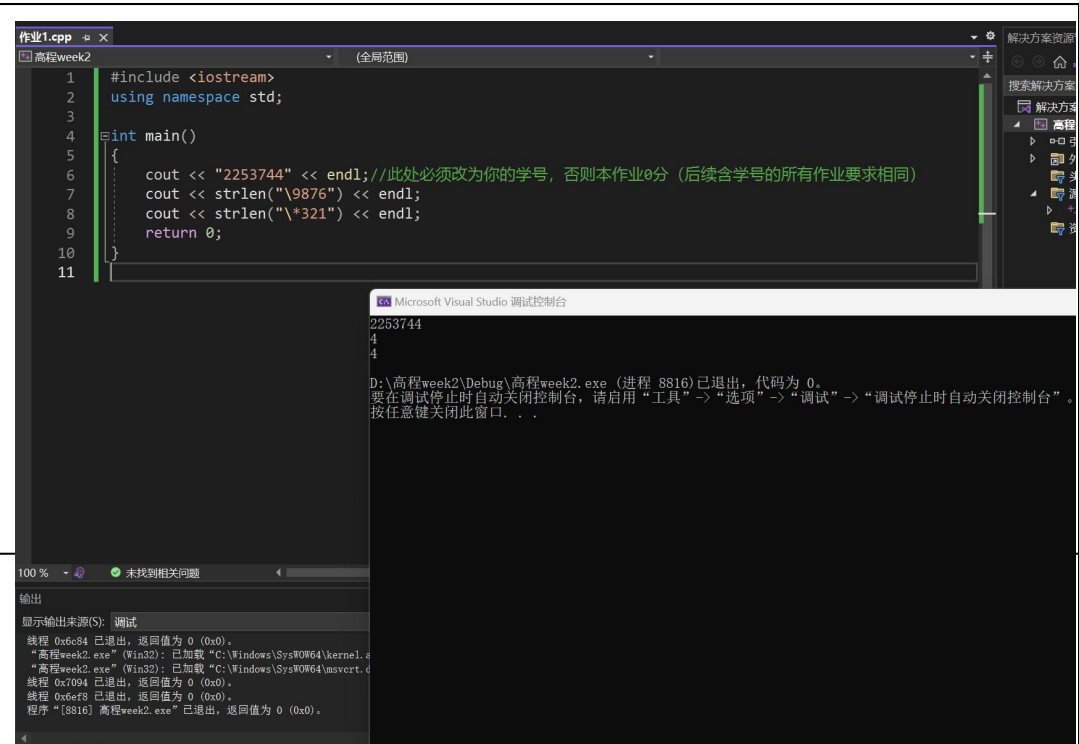 作业1.cpp
解决方案资源
高程week2
(全局范围)
搜索解决方案
1 #include <iostream>
2 using namespace std;
3
4 int main()
5 {
6 cout << "2253744" << endl;//此处必须改为你的学号，否则本作业0分（后续含学号的所有作业要求相同）
7 cout << strlen("\9876") << endl;
8 cout << strlen("\*321") << endl;
9 return 0;
10 }
11
解决方案
高程
引
外
头
源
资
Microsoft Visual Studio 调试控制台
2253744
4
4
D:\高程week2\Debug\高程week2.exe (进程 8816)已退出，代码为 0。
要在调试停止时自动关闭控制台，请启用“工具”->“选项”->“调试”->“调试停止时自动关闭控制台”。
按任意键关闭此窗口. . .
100 %
未找到相关问题
输出
显示输出来源(S): 调试
线程 0x6c84 已退出，返回值为 0 (0x0)。
“高程week2.exe” (Win32): 已加载 “C:\Windows\SysWOW64\kernel.a
“高程week2.exe” (Win32): 已加载 “C:\Windows\SysWOW64\msvcrt.d
线程 0x7094 已退出，返回值为 0 (0x0)。
线程 0x6ef8 已退出，返回值为 0 (0x0)。
程序 “[8816] 高程week2.exe” 已退出，返回值为 0 (0x0)。